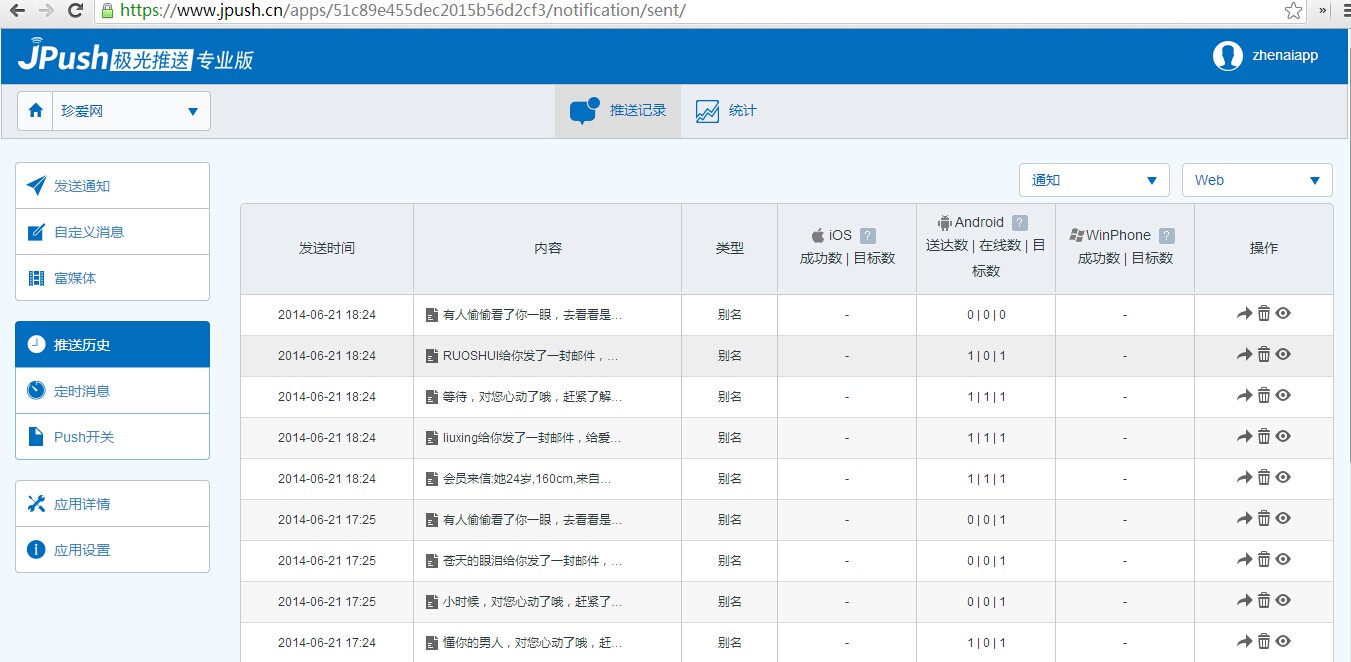 https://www.jpush.cn/apps/51c89e455dec2015b56d2cf3/notification/sent/
JPush极光推送 专业版
zhenaiapp
珍爱网
推送记录
统计
发送通知
自定义消息
富媒体
推送历史
定时消息
Push开关
应用详情
应用设置
通知
Web
发送时间 内容 类型 iOS ? 成功数 | 目标数 Android ? 送达数 | 在线数 | 目标数 WinPhone ? 成功数 | 目标数 操作
2014-06-21 18:24 有人偷偷看了你一眼，去看看是... 别名 - 0 | 0 | 0 -
2014-06-21 18:24 RUOSHUI给你发了一封邮件，... 别名 - 1 | 0 | 1 -
2014-06-21 18:24 等待，对您心动了哦，赶紧了解... 别名 - 1 | 1 | 1 -
2014-06-21 18:24 liuxing给你发了一封邮件，给爱... 别名 - 1 | 1 | 1 -
2014-06-21 18:24 会员来信:她24岁,160cm,来自... 别名 - 1 | 1 | 1 -
2014-06-21 17:25 有人偷偷看了你一眼，去看看是... 别名 - 0 | 0 | 1 -
2014-06-21 17:25 苍天的眼泪给你发了一封邮件，... 别名 - 0 | 0 | 1 -
2014-06-21 17:25 小时候，对您心动了哦，赶紧了... 别名 - 0 | 0 | 1 -
2014-06-21 17:24 懂你的男人，对您心动了哦，赶... 别名 - 1 | 0 | 1 -